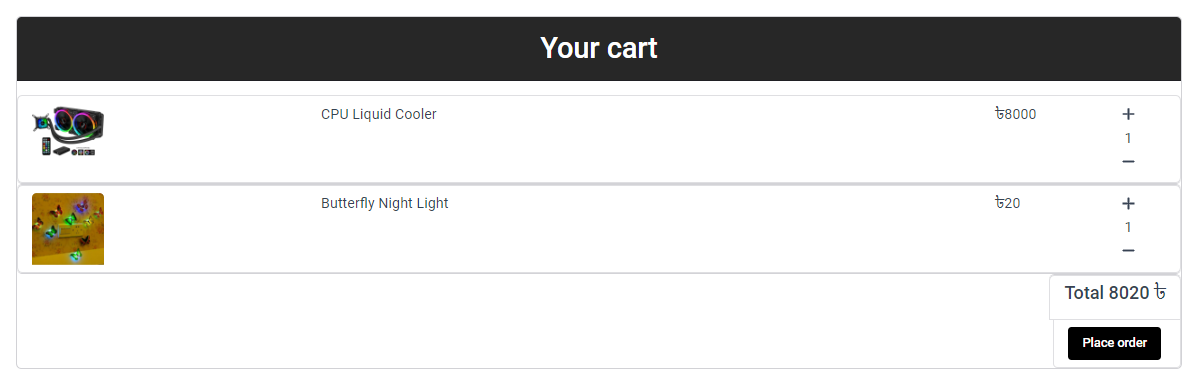 Your cart
CPU Liquid Cooler ৳8000 +
1
−
Butterfly Night Light ৳20 +
1
−
Total 8020 ৳
Place order